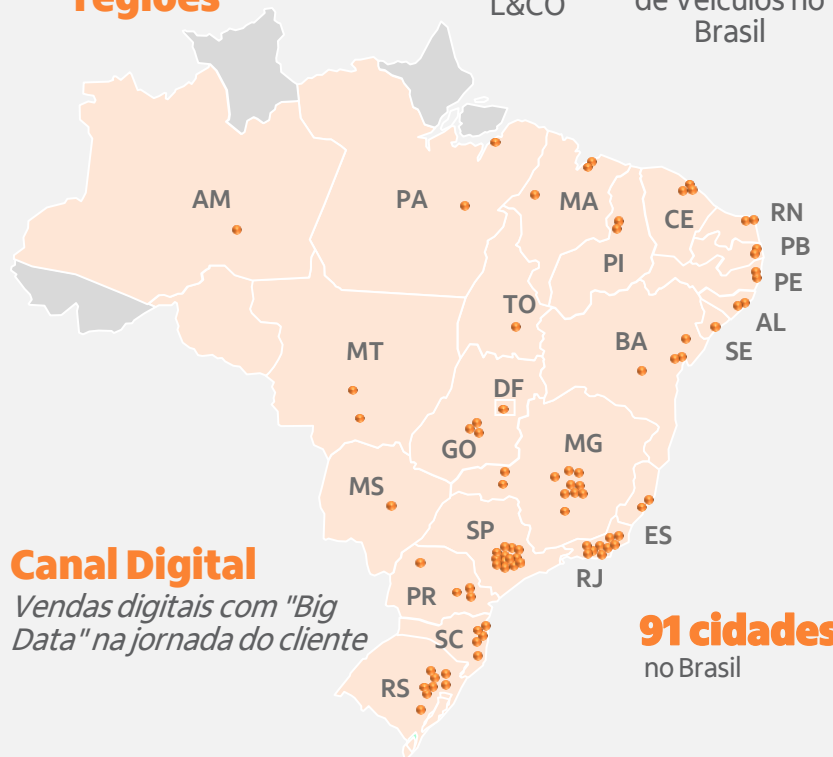 regiões
L&CO
de Veículos no
Brasil
AM
PA
MA
CE
RN
PB
PI
PE
TO
AL
BA
SE
MT
DF
GO
MG
MS
SP
ES
RJ
Canal Digital
Vendas digitais com "Big
Data" na jornada do cliente
PR
SC
91 cidades
no Brasil
RS